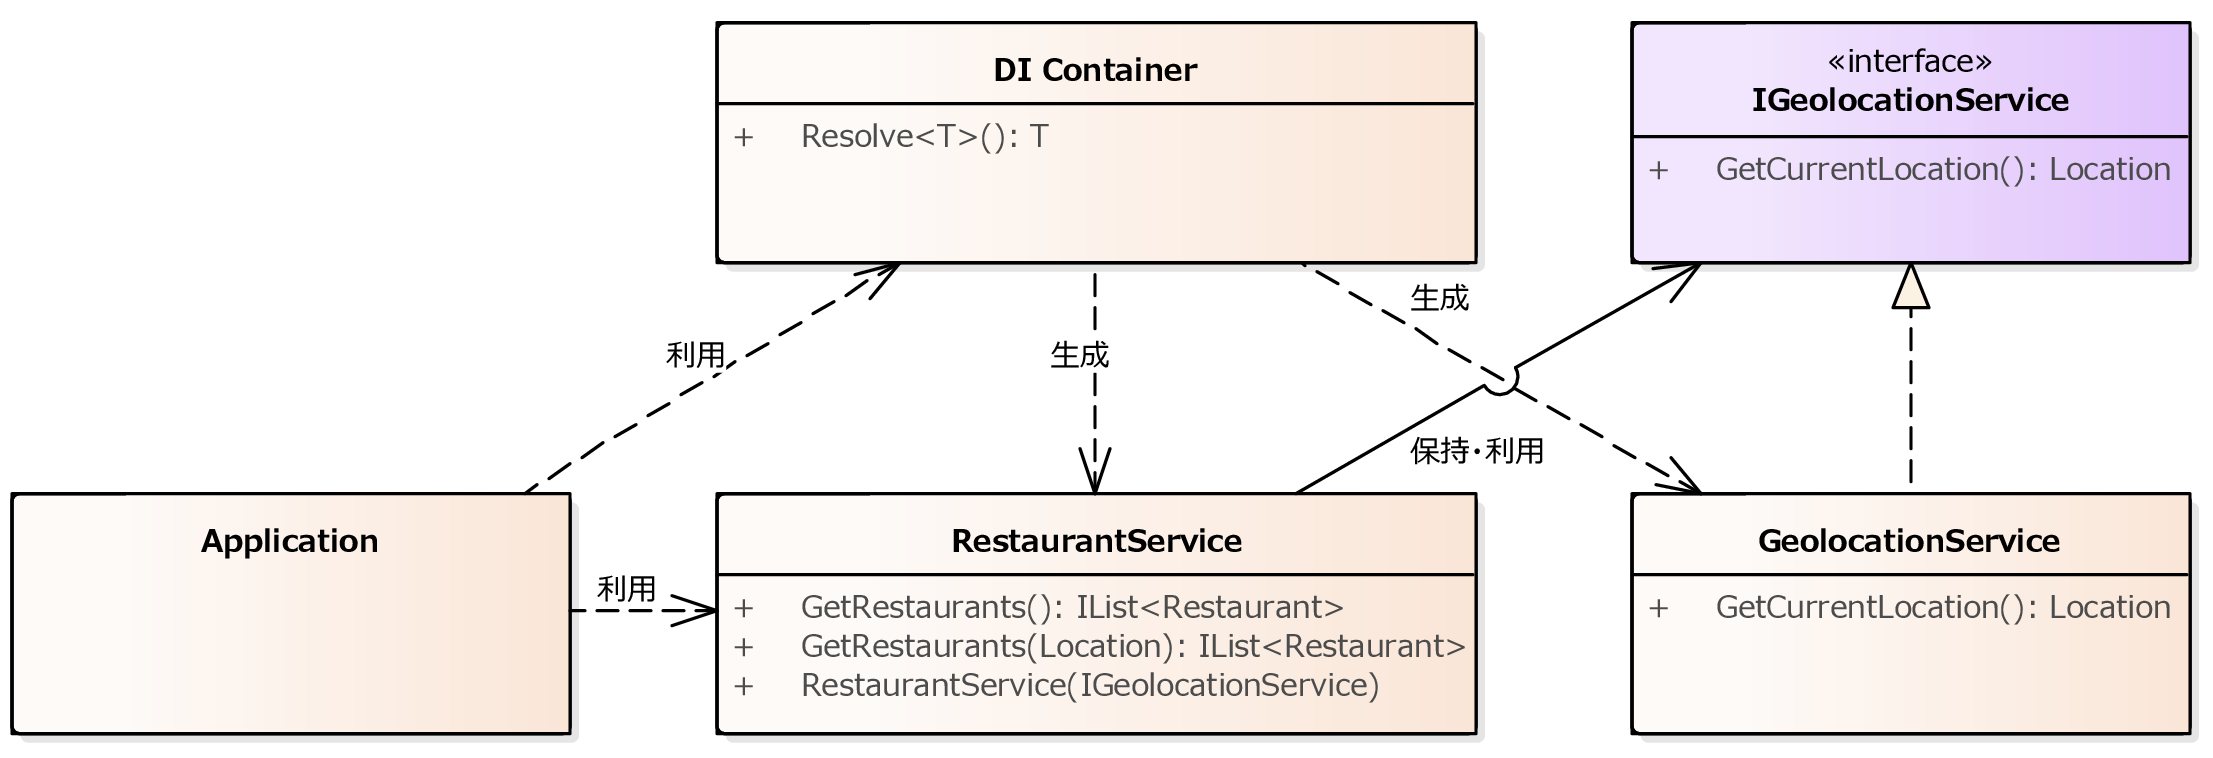 DI Container
+ Resolve<T>(): T
«interface»
IGeolocationService
+ GetCurrentLocation(): Location
生成
利用
生成
保持・利用
Application
利用
RestaurantService
+ GetRestaurants(): IList<Restaurant>
+ GetRestaurants(Location): IList<Restaurant>
+ RestaurantService(IGeolocationService)
GeolocationService
+ GetCurrentLocation(): Location